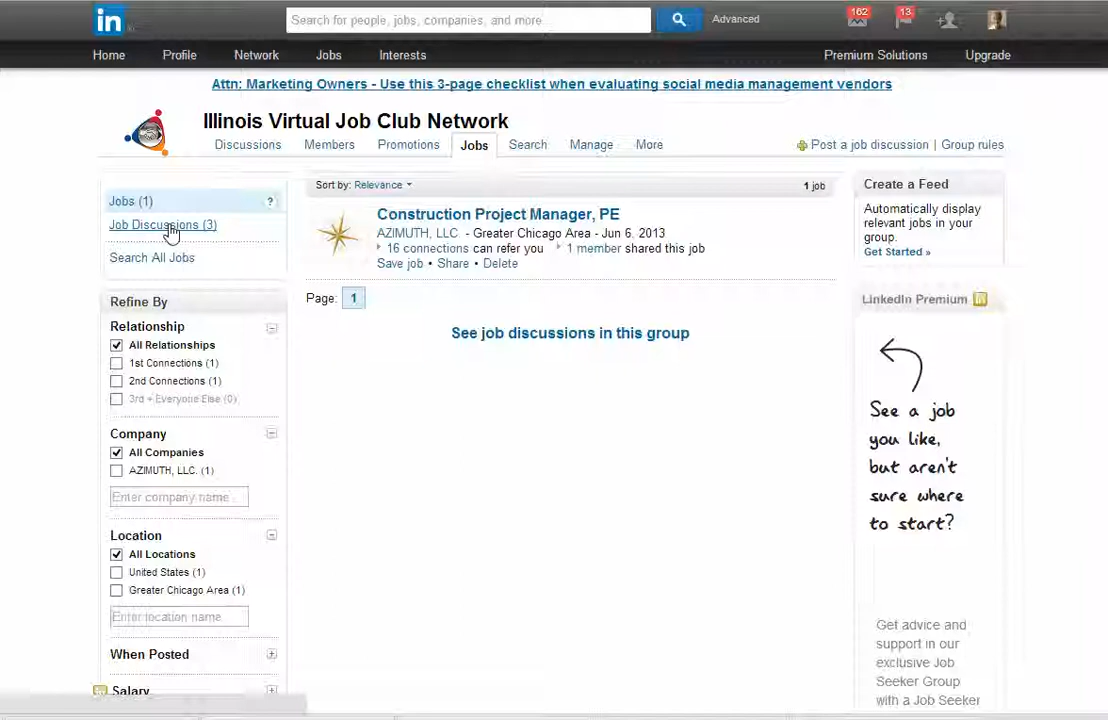 in
Search for people, jobs, companies, and more...
Advanced
162
13
Home Profile Network Jobs Interests Premium Solutions Upgrade
Attn: Marketing Owners - Use this 3-page checklist when evaluating social media management vendors
Illinois Virtual Job Club Network
Discussions Members Promotions Jobs Search Manage More
Post a job discussion | Group rules
Jobs (1) ?
Job Discussions (3)
Search All Jobs
Refine By
Relationship
All Relationships
1st Connections (1)
2nd Connections (1)
3rd + Everyone Else (0)
Company
All Companies
AZIMUTH, LLC. (1)
Enter company name
Location
All Locations
United States (1)
Greater Chicago Area (1)
Enter location name
When Posted
Salary
Sort by: Relevance
1 job
Construction Project Manager, PE
AZIMUTH, LLC - Greater Chicago Area - Jun 6, 2013
16 connections can refer you 1 member shared this job
Save job • Share • Delete
Page: 1
See job discussions in this group
Create a Feed
Automatically display
relevant jobs in your
group.
Get Started »
LinkedIn Premium in
See a job
you like,
but aren't
sure where
to start?
Get advice and
support in our
exclusive Job
Seeker Group
with a Job Seeker